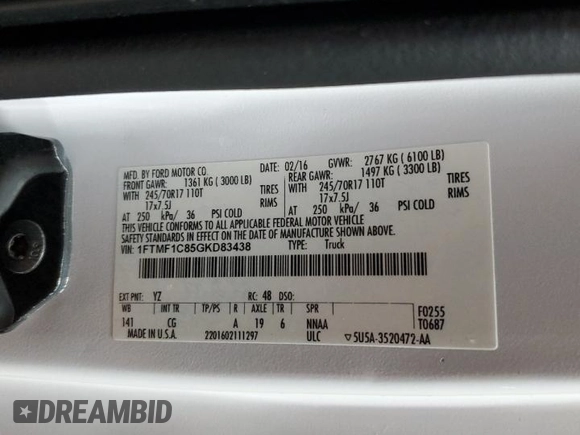 MFD. BY FORD MOTOR CO.
02/16 GVWR: 2767 KG ( 6100 LB)
FRONT GAWR: 1361 KG ( 3000 LB)
REAR GAWR: 1497 KG ( 3300 LB)
WITH 245/70R17 110T TIRES
WITH 245/70R17 110T TIRES
17x7.5J RIMS
17x7.5J RIMS
AT 250 kPa/ 36 PSI COLD
AT 250 kPa/ 36 PSI COLD
THIS VEHICLE CONFORMS TO ALL APPLICABLE FEDERAL MOTOR VEHICLE
SAFETY STANDARDS IN EFFECT ON THE DATE OF MANUFACTURE SHOWN ABOVE.
VIN: 1FTMF1C85GKD83438
TYPE: Truck
EXT PNT: YZ RC: 48 DSO:
WB INT TR TP/PS R AXLE TR SPR
F0255
141 CG A 19 6 NNAA
T0687
MADE IN U.S.A. 2201602111297 ULC ▽5U5A-3520472-AA
DREAMBID